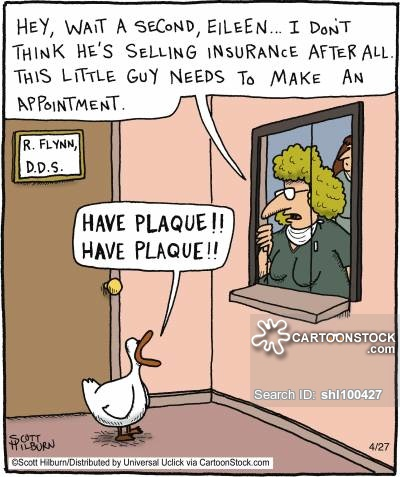 HEY, WAIT A SECOND, EILEEN... I DON'T
THINK HE'S SELLING INSURANCE AFTER ALL.
THIS LITTLE GUY NEEDS TO MAKE AN
APPOINTMENT.
R. FLYNN,
D.D.S.
HAVE PLAQUE!!
HAVE PLAQUE!!
CARTOONSTOCK
.com
Search ID: shl100427
SCOTT
HILBURN
4/27
©Scott Hilburn/Distributed by Universal Uclick via CartoonStock.com